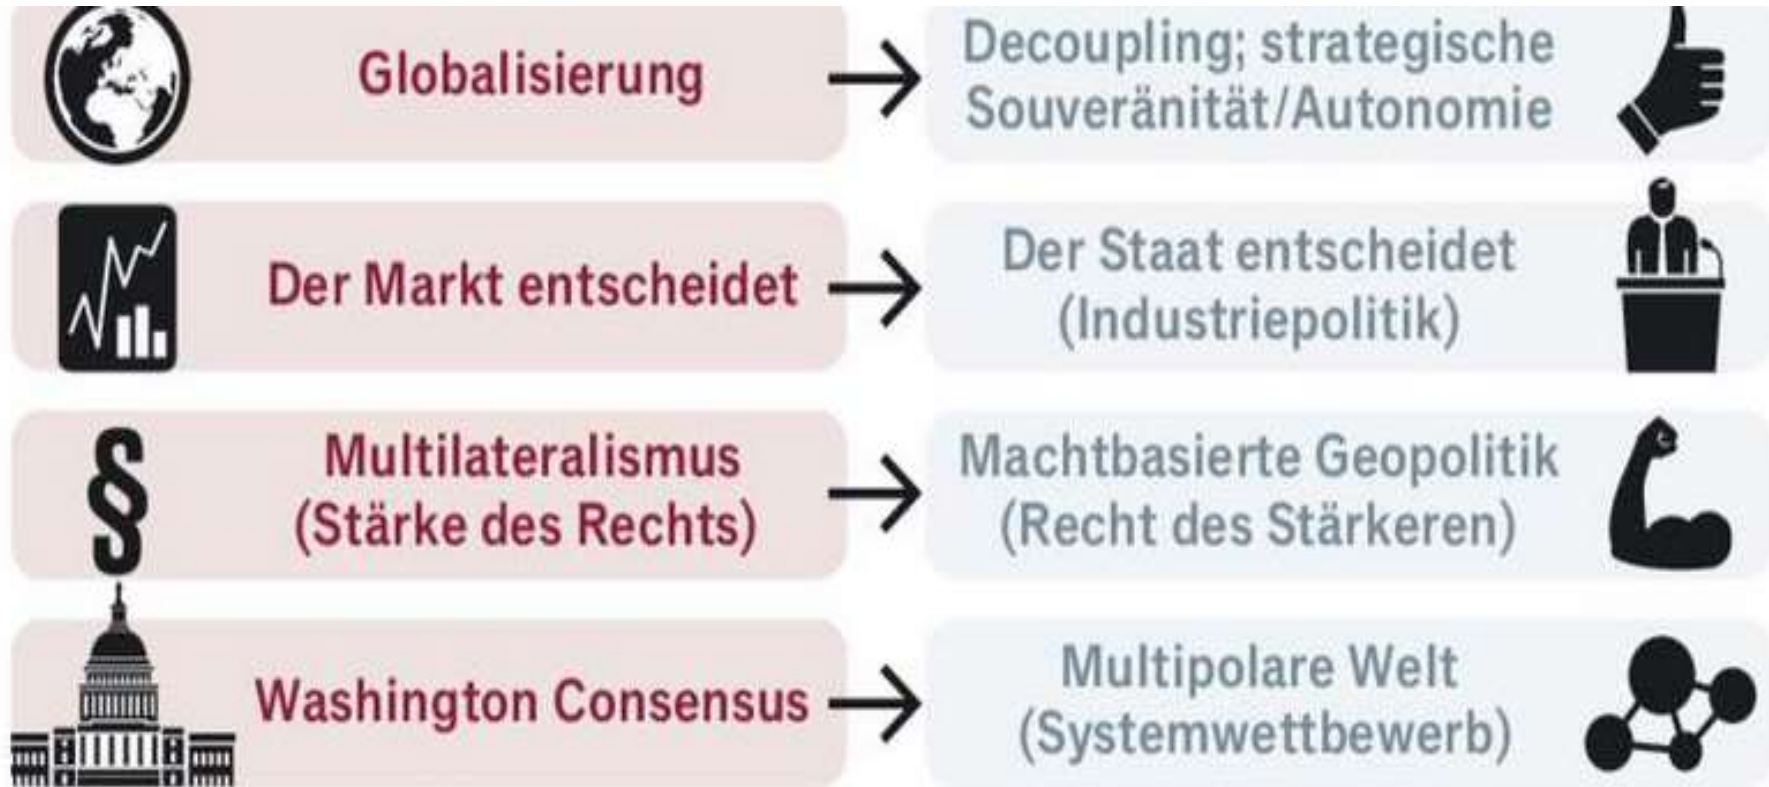 Globalisierung
Decoupling; strategische
Souveränität/Autonomie
Der Markt entscheidet
Der Staat entscheidet
(Industriepolitik)
§
Multilateralismus
(Stärke des Rechts)
Machtbasierte Geopolitik
(Recht des Stärkeren)
Washington Consensus
Multipolare Welt
(Systemwettbewerb)